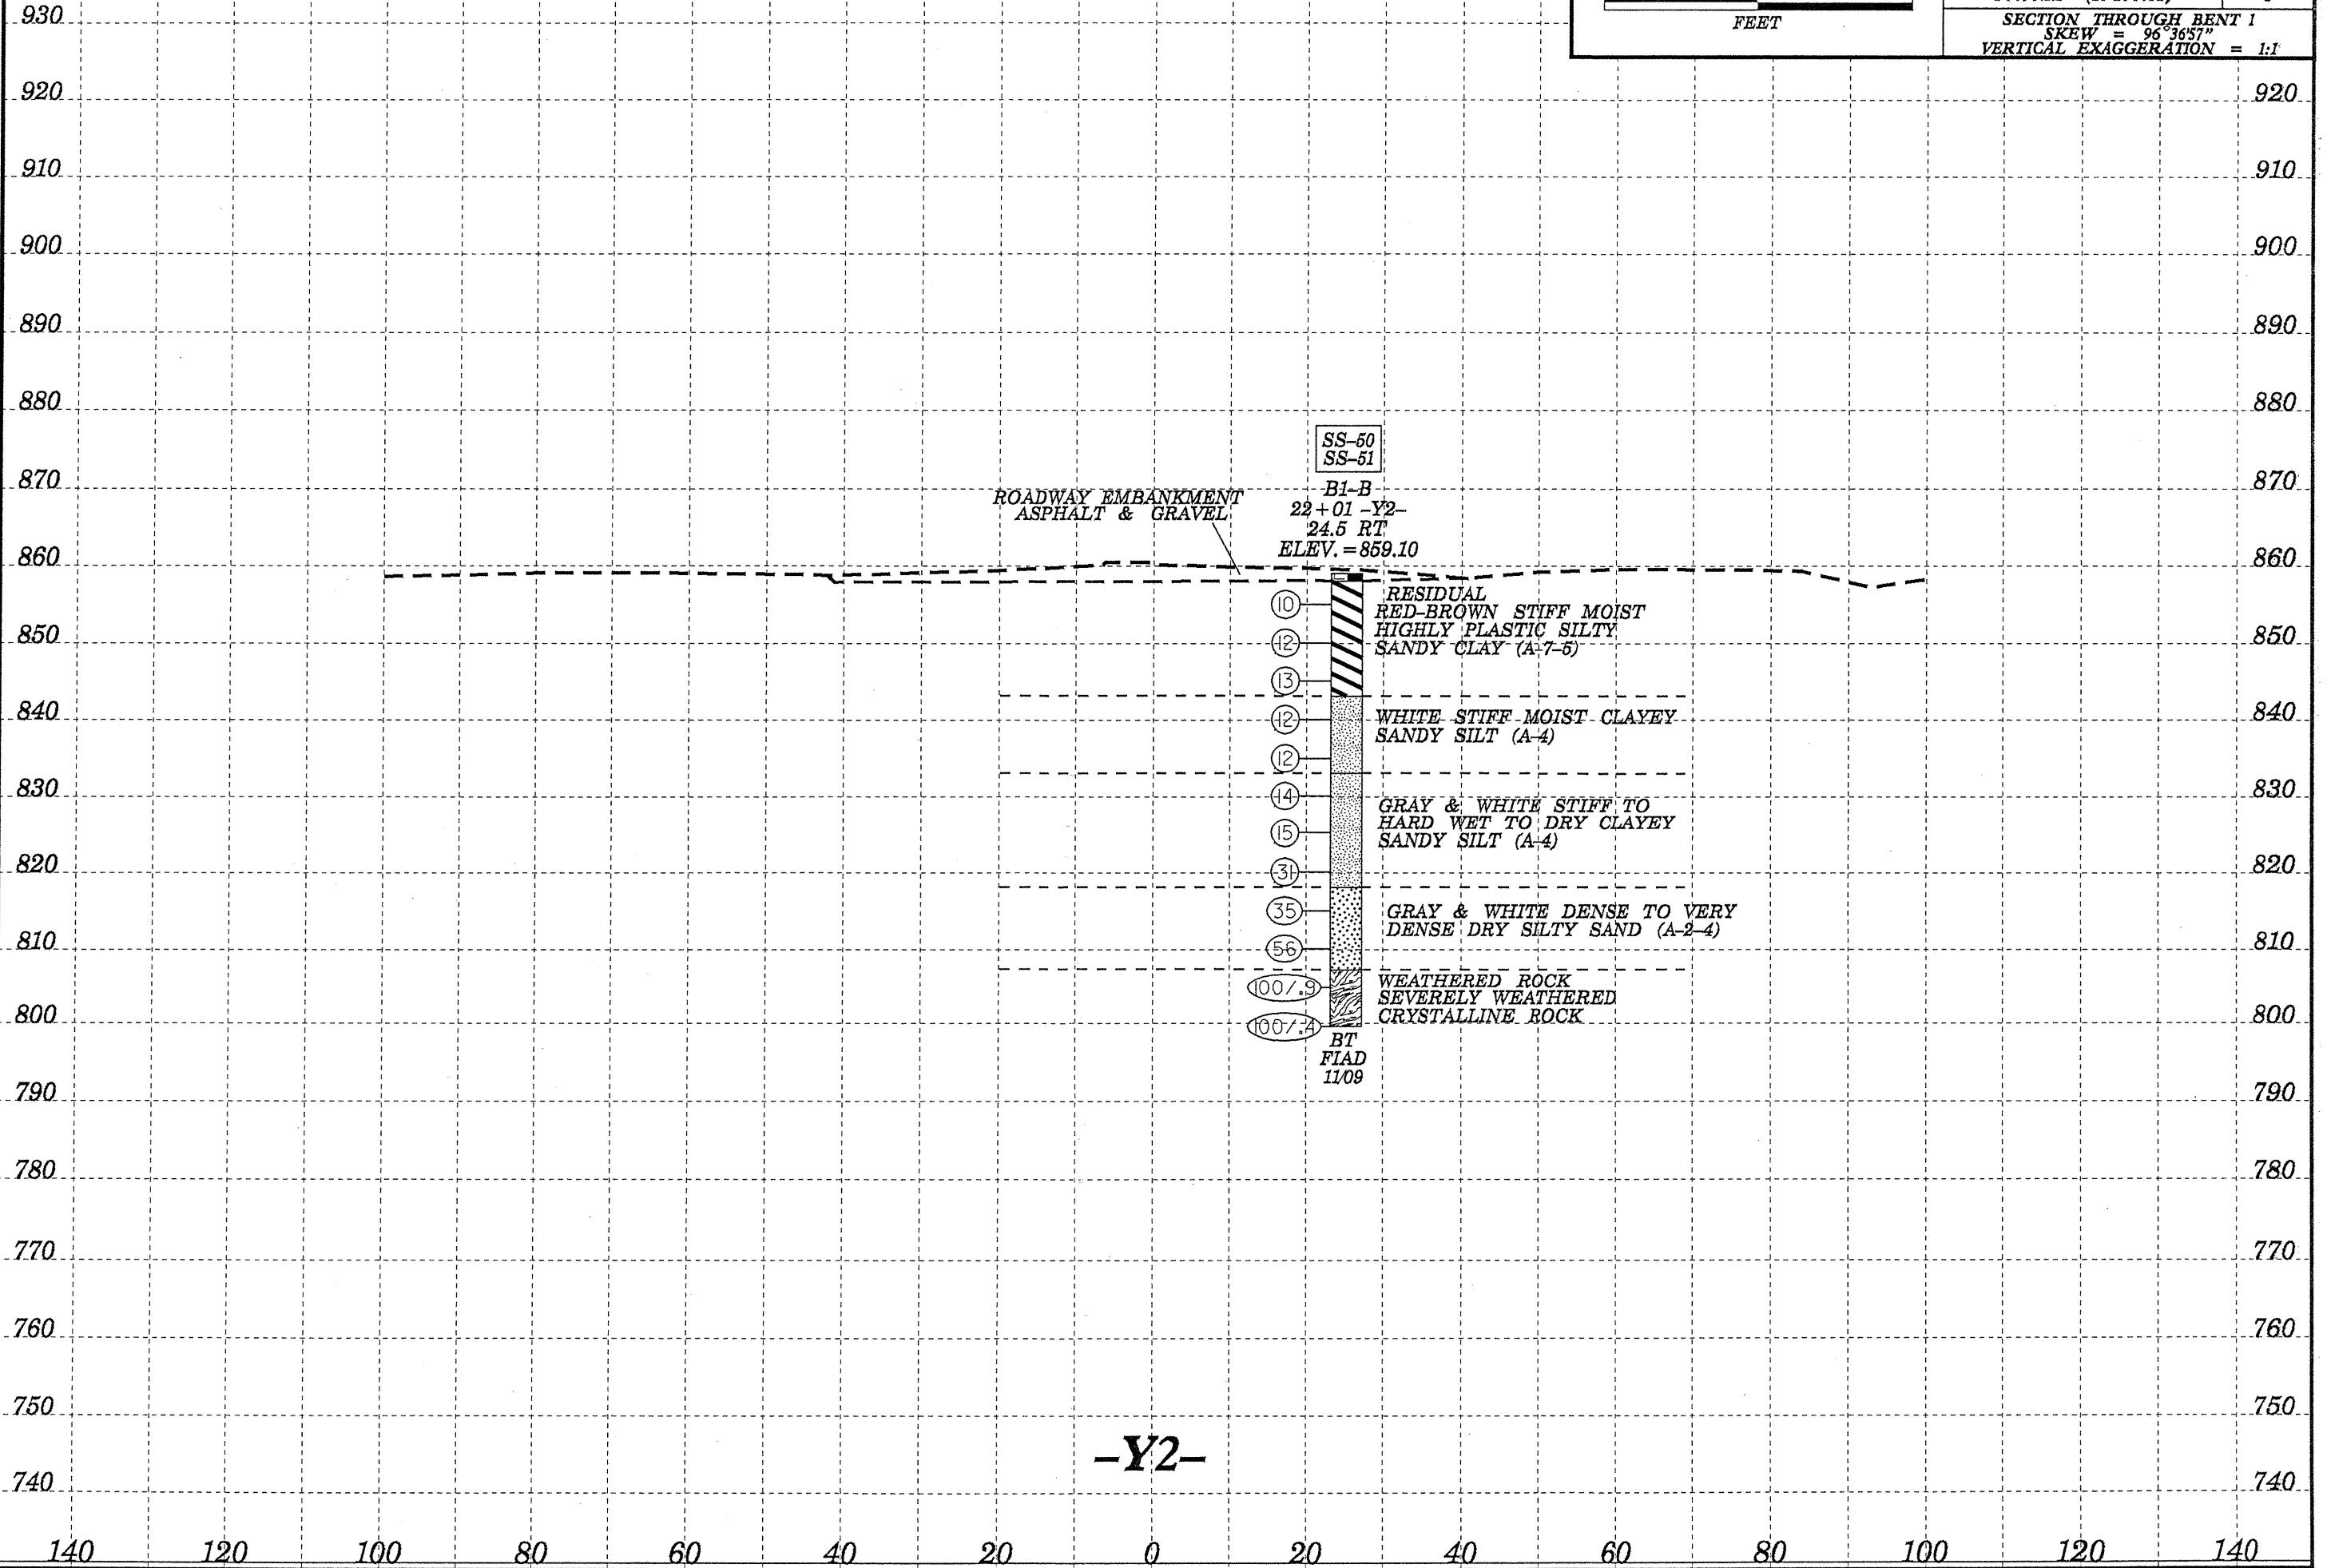 FEET
SECTION THROUGH BENT 1
SKEW = 96°36'57"
VERTICAL EXAGGERATION = 1:1
930
920 920
910 910
900 900
890 890
880 880
SS-50
SS-51
870 870
B1-B
22+01 -Y2-
24.5 RT
ELEV.=859.10
ROADWAY EMBANKMENT
ASPHALT & GRAVEL
860 860
10
RESIDUAL
RED-BROWN STIFF MOIST
HIGHLY PLASTIC SILTY
SANDY CLAY (A-7-5)
850 12 850
13
840 12 840
WHITE STIFF MOIST CLAYEY
SANDY SILT (A-4)
12
830 14 830
GRAY & WHITE STIFF TO
HARD WET TO DRY CLAYEY
SANDY SILT (A-4)
15
820 31 820
35
GRAY & WHITE DENSE TO VERY
DENSE DRY SILTY SAND (A-2-4)
810 56 810
100/.9
WEATHERED ROCK
SEVERELY WEATHERED
CRYSTALLINE ROCK
800 100/.4 800
BT
FIAD
11/09
790 790
780 780
770 770
760 760
750 750
-Y2-
740 740
140 120 100 80 60 40 20 0 20 40 60 80 100 120 140